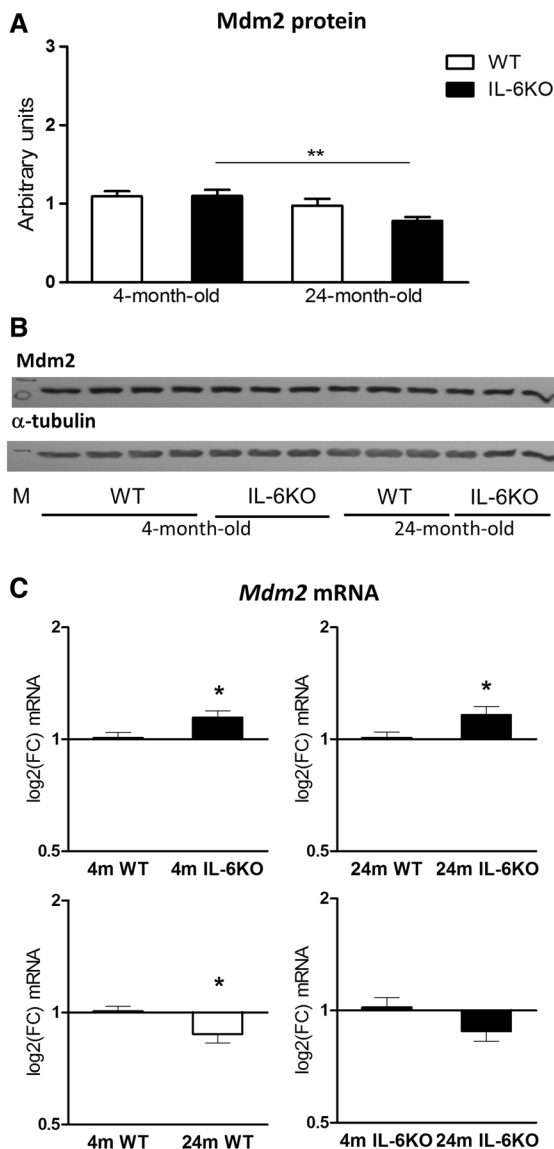 A
Mdm2 protein
3
2
1
0
Arbitrary units
**
WT
IL-6KO
4-month-old
24-month-old
B
Mdm2
α-tubulin
M
WT
IL-6KO
WT
IL-6KO
4-month-old
24-month-old
C
Mdm2 mRNA
2
1
0.5
log2(FC) mRNA
*
4m WT
4m IL-6KO
2
1
0.5
log2(FC) mRNA
*
24m WT
24m IL-6KO
2
1
0.5
log2(FC) mRNA
*
4m WT
24m WT
2
1
0.5
log2(FC) mRNA
4m IL-6KO
24m IL-6KO